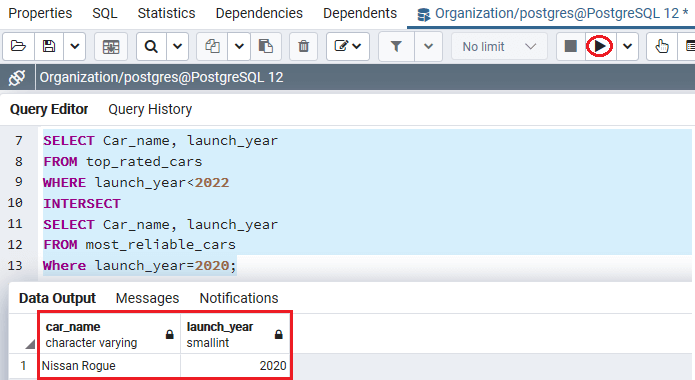 Properties SQL Statistics Dependencies Dependents Organization/postgres@PostgreSQL 12 *
No limit
Organization/postgres@PostgreSQL 12
Query Editor Query History
7 SELECT Car_name, launch_year
8 FROM top_rated_cars
9 WHERE launch_year<2022
10 INTERSECT
11 SELECT Car_name, launch_year
12 FROM most_reliable_cars
13 Where launch_year=2020;
Data Output Messages Notifications
car_name launch_year
character varying smallint
1 Nissan Rogue 2020